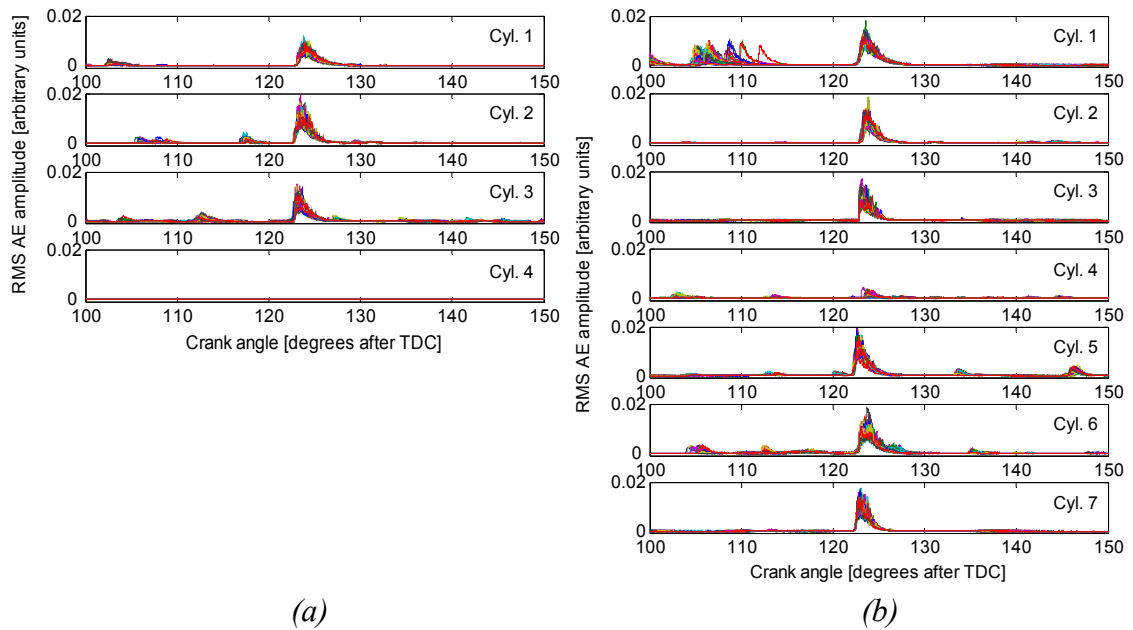 RMS AE amplitude [arbitrary units]
0.02
Cyl. 1
0
100 110 120 130 140 150
0.02
Cyl. 2
0
100 110 120 130 140 150
0.02
Cyl. 3
0
100 110 120 130 140 150
0.02
Cyl. 4
0
100 110 120 130 140 150
Crank angle [degrees after TDC]
(a)
RMS AE amplitude [arbitrary units]
0.02
Cyl. 1
0
100 110 120 130 140 150
0.02
Cyl. 2
0
100 110 120 130 140 150
0.02
Cyl. 3
0
100 110 120 130 140 150
0.02
Cyl. 4
0
100 110 120 130 140 150
0.02
Cyl. 5
0
100 110 120 130 140 150
0.02
Cyl. 6
0
100 110 120 130 140 150
0.02
Cyl. 7
0
100 110 120 130 140 150
Crank angle [degrees after TDC]
(b)